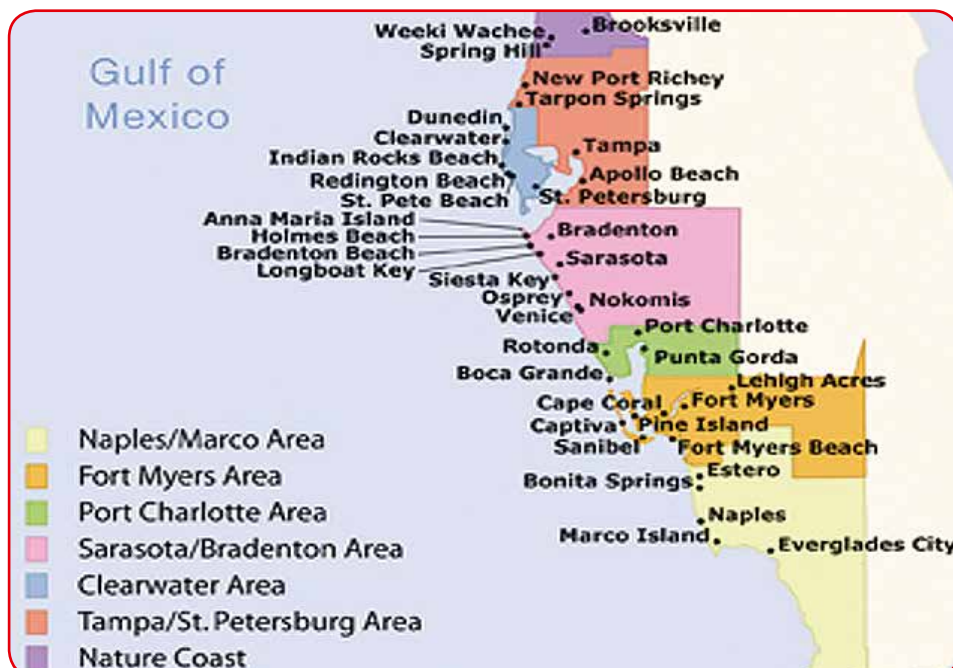 Weeki Wachee
Brooksville
Spring Hill
Gulf of
Mexico
New Port Richey
Tarpon Springs
Dunedin
Clearwater
Tampa
Indian Rocks Beach
Apollo Beach
Redington Beach
St. Pete Beach
St. Petersburg
Anna Maria Island
Holmes Beach
Bradenton
Bradenton Beach
Longboat Key
Sarasota
Siesta Key
Osprey
Nokomis
Venice
Port Charlotte
Rotonda
Punta Gorda
Boca Grande
Lehigh Acres
Cape Coral
Fort Myers
Captiva
Pine Island
Sanibel
Fort Myers Beach
Estero
Bonita Springs
Naples
Marco Island
Everglades City
Naples/Marco Area
Fort Myers Area
Port Charlotte Area
Sarasota/Bradenton Area
Clearwater Area
Tampa/St. Petersburg Area
Nature Coast